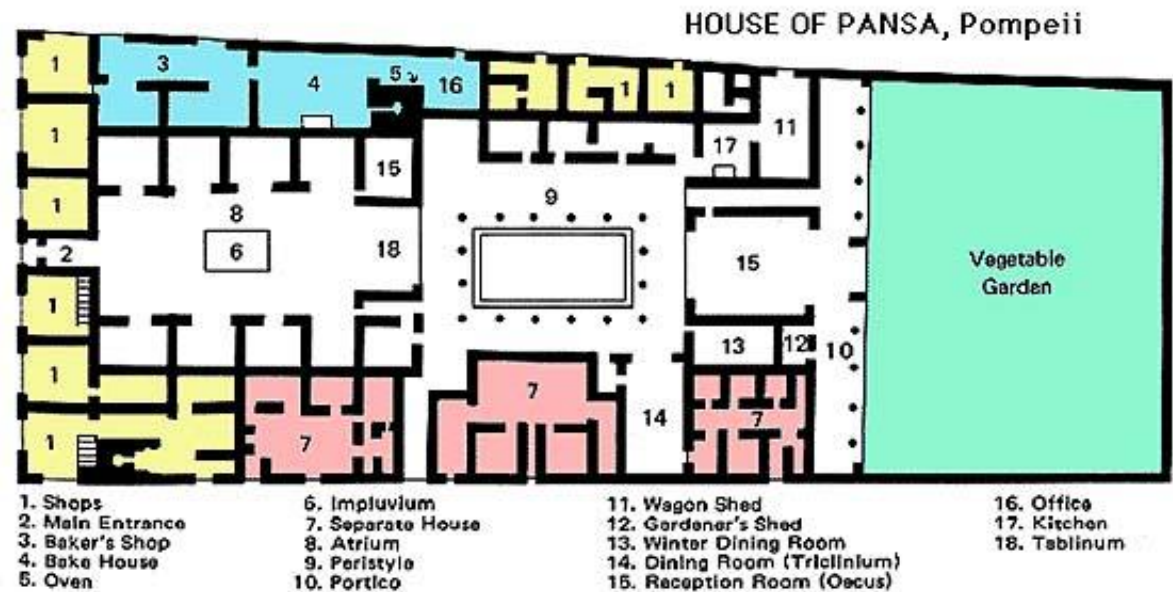 HOUSE OF PANSA, Pompeii
1
3
4
5
16
1
1
11
1
15
17
1
8
9
2
6
18
15
Vegetable
Garden
1
1
13
12
10
7
1
7
14
7
1. Shops
2. Main Entrance
3. Baker's Shop
4. Bake House
5. Oven
6. Impluvium
7. Separate House
8. Atrium
9. Peristyle
10. Portico
11. Wagon Shed
12. Gardener's Shed
13. Winter Dining Room
14. Dining Room (Triclinium)
15. Reception Room (Oecus)
16. Office
17. Kitchen
18. Tablinum